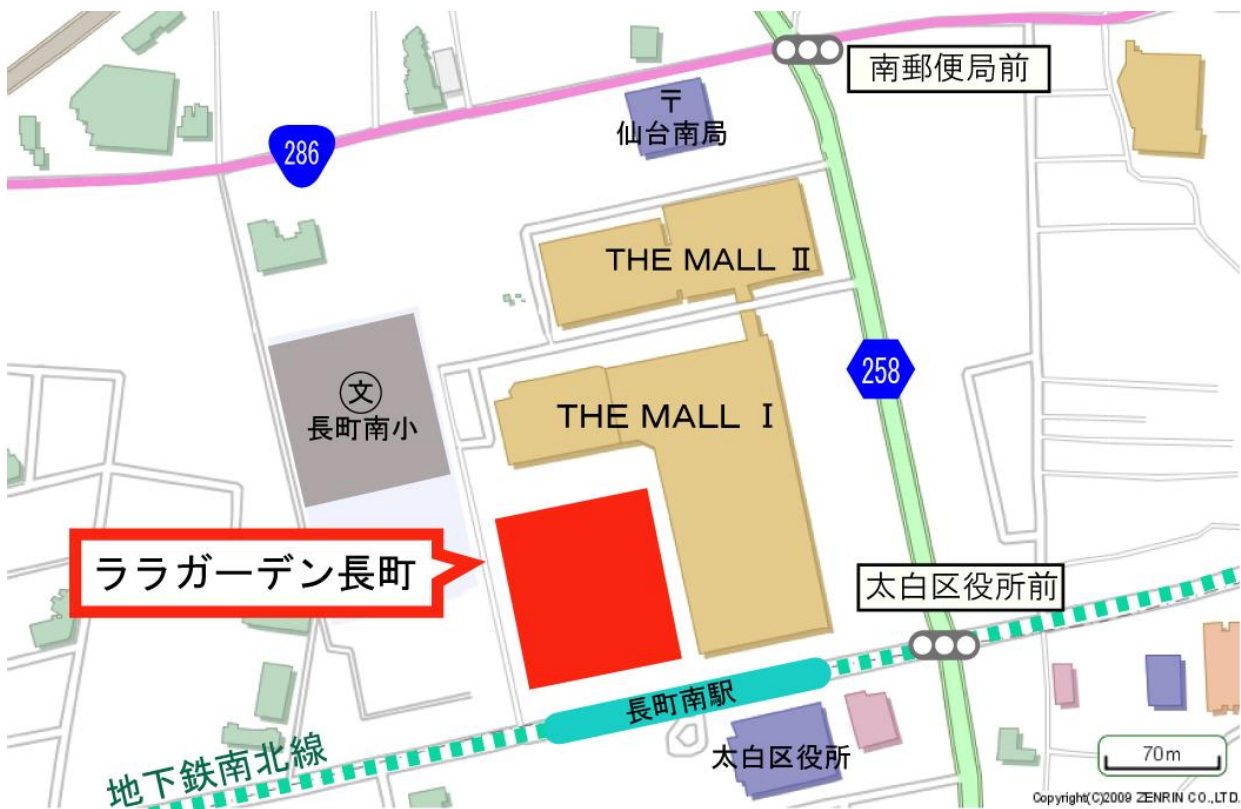 南郵便局前
〒
仙台南局
286
THE MALL Ⅱ
258
文
長町南小
THE MALL Ⅰ
ララガーデン長町
太白区役所前
長町南駅
太白区役所
地下鉄南北線
70m
Copyright(C)2009 ZENRIN CO.,LTD.